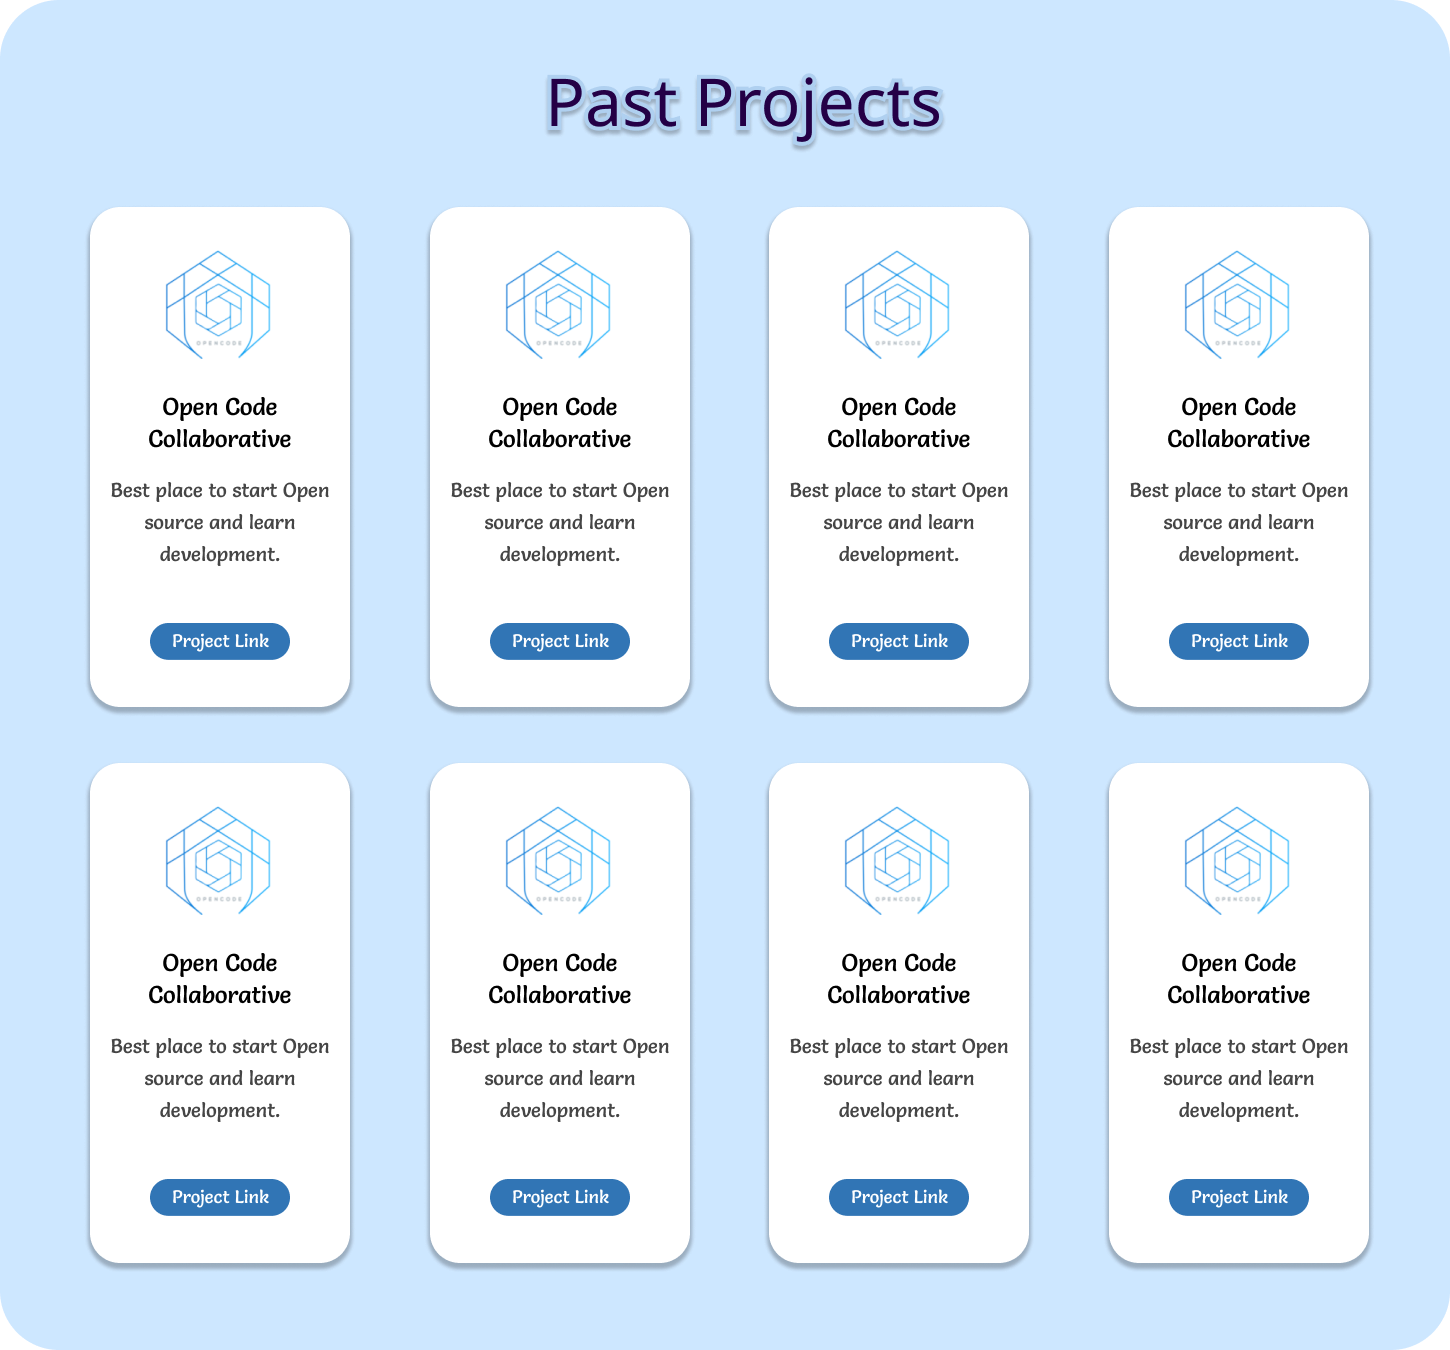 Past Projects
OPENCODE
OPENCODE
OPENCODE
OPENCODE
Open Code
Collaborative
Open Code
Collaborative
Open Code
Collaborative
Open Code
Collaborative
Best place to start Open
source and learn
development.
Best place to start Open
source and learn
development.
Best place to start Open
source and learn
development.
Best place to start Open
source and learn
development.
Project Link
Project Link
Project Link
Project Link
OPENCODE
OPENCODE
OPENCODE
OPENCODE
Open Code
Collaborative
Open Code
Collaborative
Open Code
Collaborative
Open Code
Collaborative
Best place to start Open
source and learn
development.
Best place to start Open
source and learn
development.
Best place to start Open
source and learn
development.
Best place to start Open
source and learn
development.
Project Link
Project Link
Project Link
Project Link